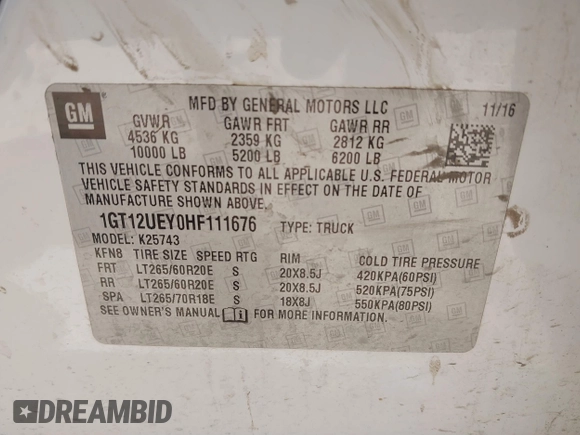 GM
MFD BY GENERAL MOTORS LLC
11/16
GVWR GAWR FRT GAWR RR
4536 KG 2359 KG 2812 KG
10000 LB 5200 LB 6200 LB
THIS VEHICLE CONFORMS TO ALL APPLICABLE U.S. FEDERAL MOTOR
VEHICLE SAFETY STANDARDS IN EFFECT ON THE DATE OF
MANUFACTURE SHOWN ABOVE.
1GT12UEY0HF111676 TYPE: TRUCK
MODEL: K25743
KFN8 TIRE SIZE SPEED RTG RIM COLD TIRE PRESSURE
FRT LT265/60R20E S 20X8.5J 420KPA(60PSI)
RR LT265/60R20E S 20X8.5J 520KPA(75PSI)
SPA LT265/70R18E S 18X8J 550KPA(80PSI)
SEE OWNER'S MANUAL FOR MORE INFORMATION.
DREAMBID